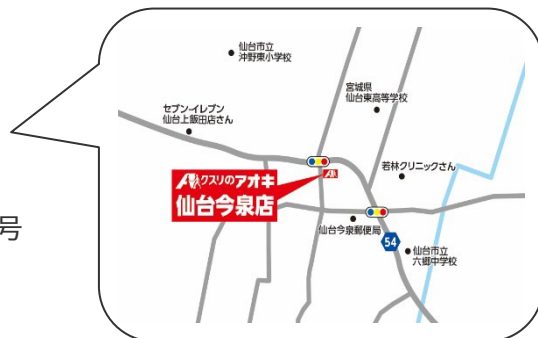 仙台市立
沖野東小学校
宮城県
仙台東高等学校
セブン-イレブン
仙台上飯田店さん
若林クリニックさん
クスリのアオキ
仙台今泉店
号
仙台今泉郵便局
54
仙台市立
六郷中学校